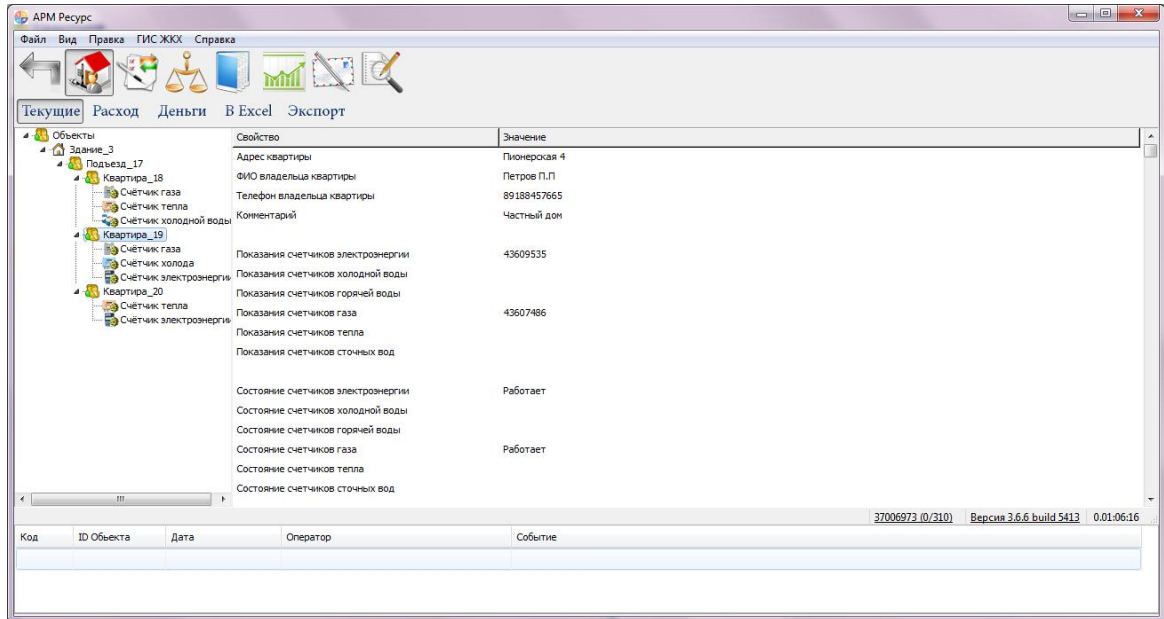 АРМ Ресурс
Файл Вид Правка ГИС ЖКХ Справка
Текущие Расход Деньги В Excel Экспорт
Объекты
Здание_3
Подъезд_17
Квартира_18
Счётчик газа
Счётчик тепла
Счётчик холодной воды
Квартира_19
Счётчик газа
Счётчик холода
Счётчик электроэнергии
Квартира_20
Счётчик тепла
Счётчик электроэнергии
Свойство Значение
Адрес квартиры Пионерская 4
ФИО владельца квартиры Петров П.П
Телефон владельца квартиры 89188457665
Комментарий Частный дом
Показания счетчиков электроэнергии 43609535
Показания счетчиков холодной воды
Показания счетчиков горячей воды
Показания счетчиков газа 43607486
Показания счетчиков тепла
Показания счетчиков сточных вод
Состояние счетчиков электроэнергии Работает
Состояние счетчиков холодной воды
Состояние счетчиков горячей воды
Состояние счетчиков газа Работает
Состояние счетчиков тепла
Состояние счетчиков сточных вод
37006973 (0/310) Версия 3.6.6 build 5413 0.01:06:16
Код ID Объекта Дата Оператор Событие